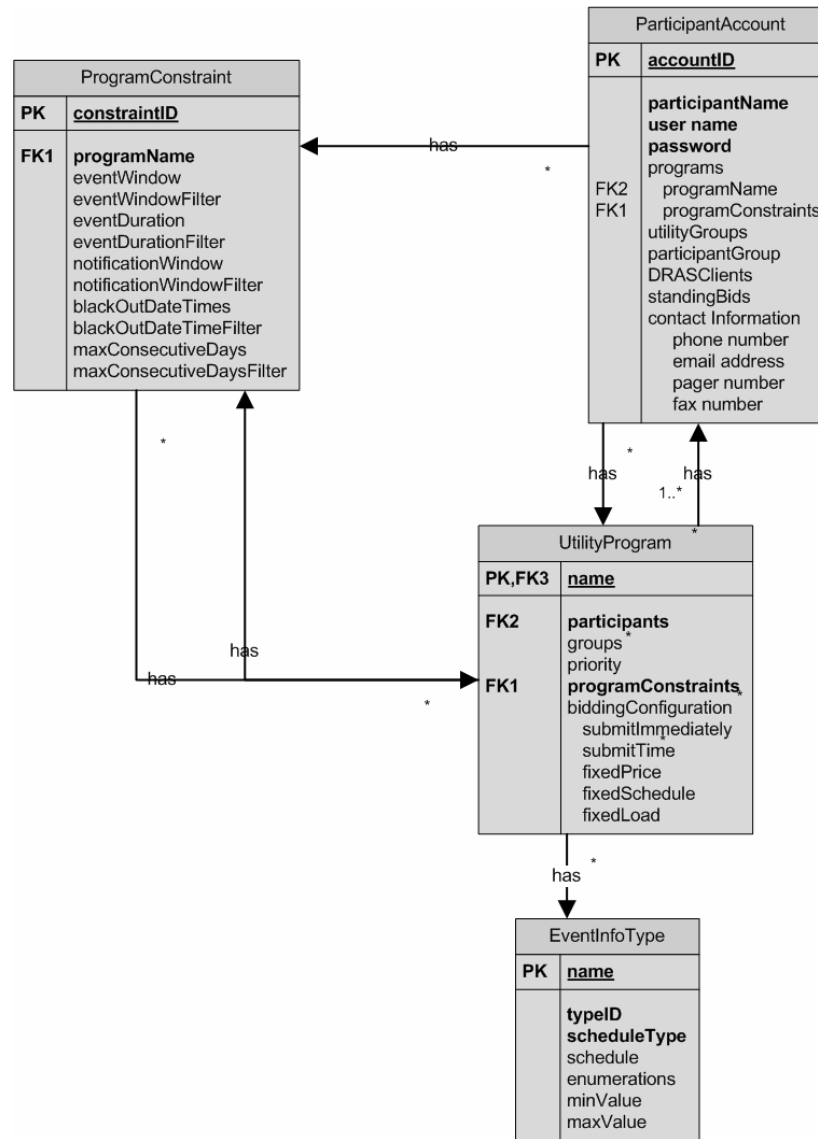 ParticipantAccount
PK accountID
participantName
user name
password
programs
FK2 programName
FK1 programConstraints
utilityGroups
participantGroup
DRASClients
standingBids
contact Information
phone number
email address
pager number
fax number
ProgramConstraint
PK constraintID
FK1 programName
eventWindow
eventWindowFilter
eventDuration
eventDurationFilter
notificationWindow
notificationWindowFilter
blackOutDateTimes
blackOutDateTimeFilter
maxConsecutiveDays
maxConsecutiveDaysFilter
has
*
*
has
*
has
1..*
*
has
has
*
*
UtilityProgram
PK,FK3 name
FK2 participants
groups*
priority
FK1 programConstraints*
biddingConfiguration
submitImmediately
submitTime*
fixedPrice
fixedSchedule
fixedLoad
has
*
EventInfoType
PK name
typeID
scheduleType
schedule
enumerations
minValue
maxValue